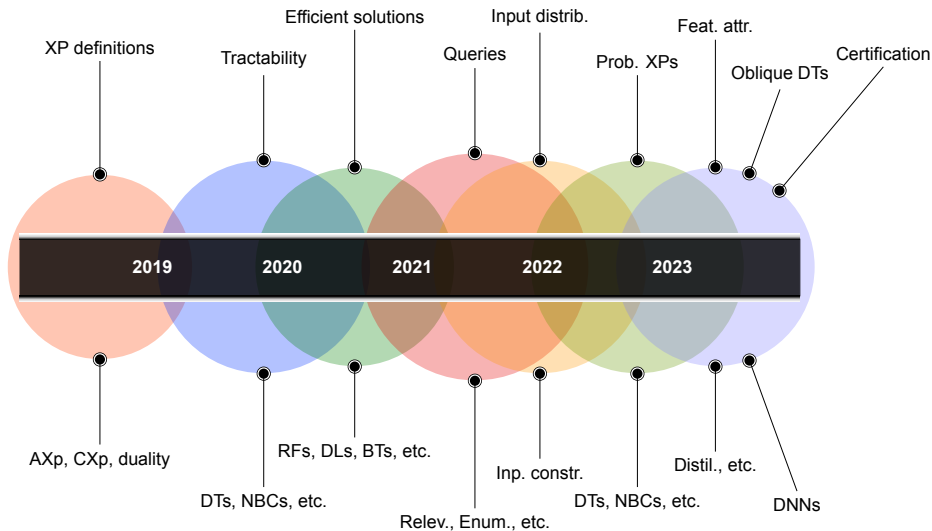 Efficient solutions
Input distrib.
Feat. attr.
XP definitions
Tractability
Queries
Prob. XPs
Oblique DTs
Certification
2019
2020
2021
2022
2023
AXp, CXp, duality
RFs, DLs, BTs, etc.
Inp. constr.
Distil., etc.
DTs, NBCs, etc.
Relev., Enum., etc.
DTs, NBCs, etc.
DNNs